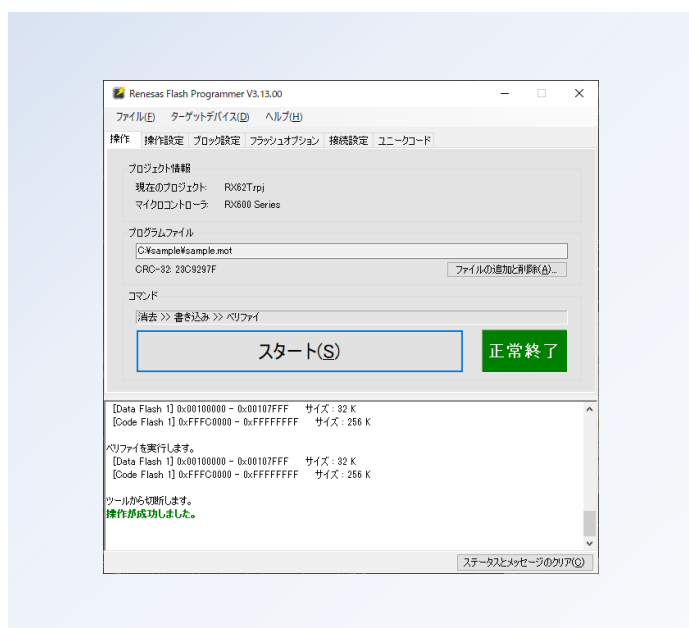 Renesas Flash Programmer V3.13.00
ファイル(F) ターゲットデバイス(D) ヘルプ(H)
操作 操作設定 ブロック設定 フラッシュオプション 接続設定 ユニークコード
プロジェクト情報
現在のプロジェクト: RX62T.rpj
マイクロコントローラ: RX600 Series
プログラムファイル
C:¥sample¥sample.mot
CRC-32: 23C9297F ファイルの追加と削除(A)...
コマンド
消去 >> 書き込み >> ベリファイ
スタート(S) 正常終了
[Data Flash 1] 0x00100000 - 0x00107FFF サイズ : 32 K
[Code Flash 1] 0xFFFC0000 - 0xFFFFFFFF サイズ : 256 K
ベリファイを実行します。
[Data Flash 1] 0x00100000 - 0x00107FFF サイズ : 32 K
[Code Flash 1] 0xFFFC0000 - 0xFFFFFFFF サイズ : 256 K
ツールから切断します。
操作が成功しました。
ステータスとメッセージのクリア(C)